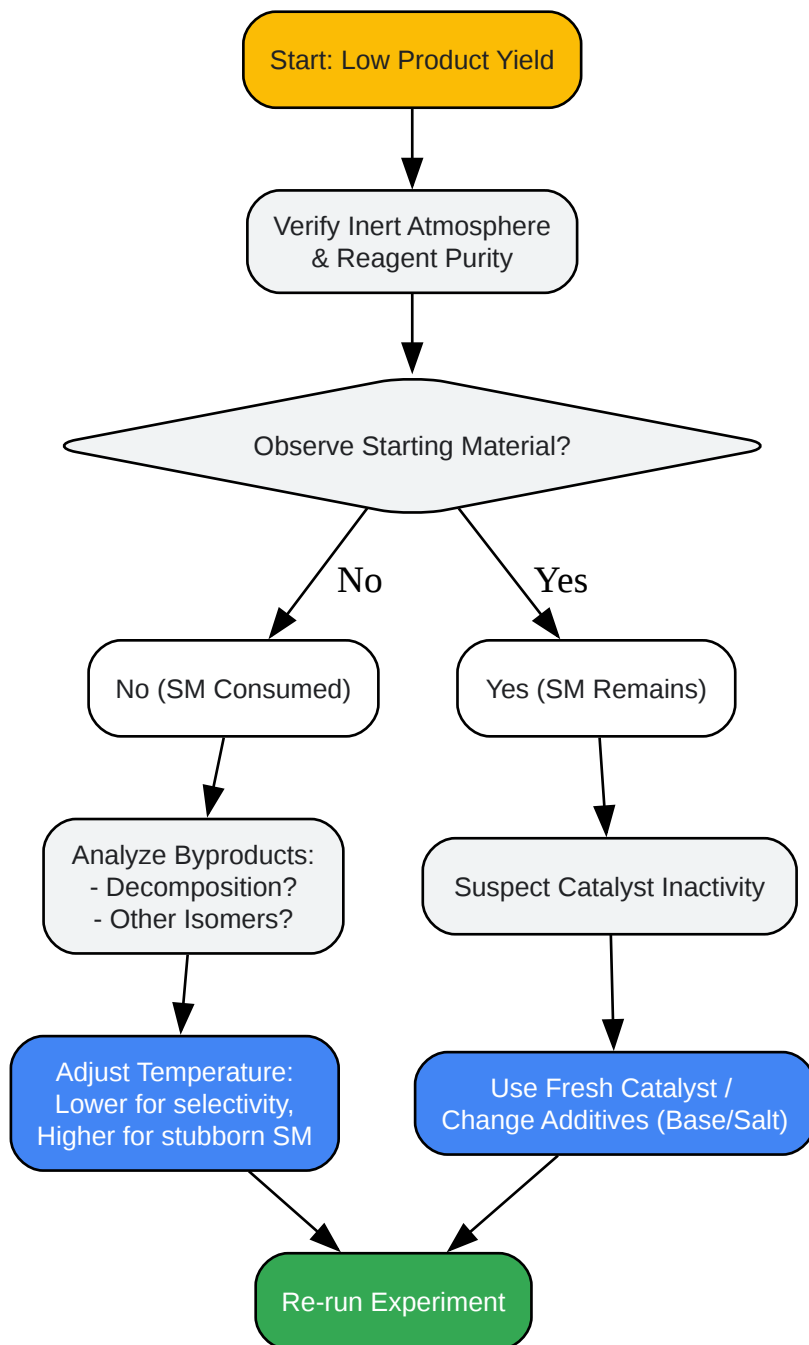 Start: Low Product Yield
Verify Inert Atmosphere
& Reagent Purity
Observe Starting Material?
No
Yes
No (SM Consumed)
Yes (SM Remains)
Analyze Byproducts:
- Decomposition?
- Other Isomers?
Suspect Catalyst Inactivity
Adjust Temperature:
Lower for selectivity,
Higher for stubborn SM
Use Fresh Catalyst /
Change Additives (Base/Salt)
Re-run Experiment